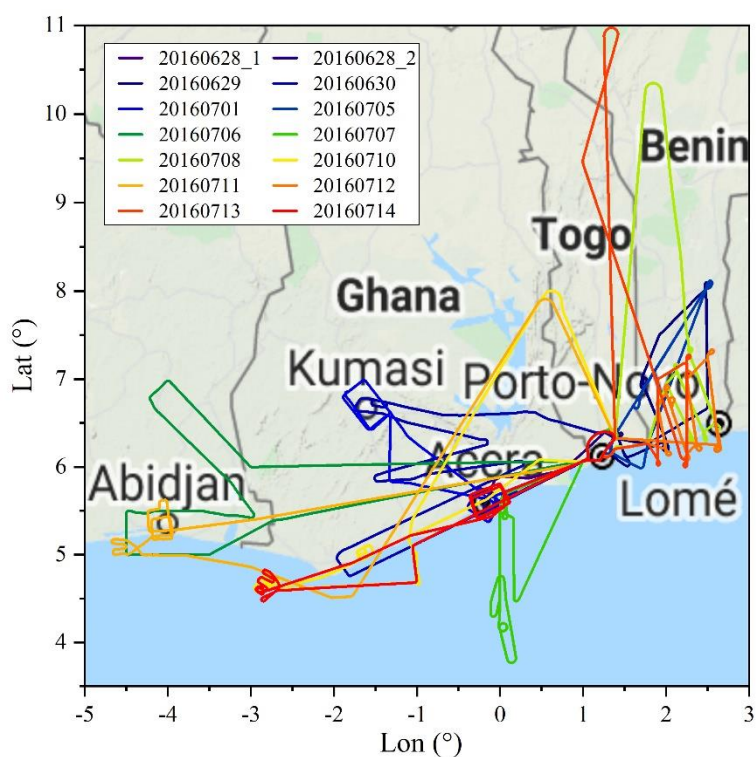 11
10
9
8
7
6
5
4
Lat (°)
20160628_1 20160628_2
20160629 20160630
20160701 20160705
20160706 20160707
20160708 20160710
20160711 20160712
20160713 20160714
Benin
Togo
Ghana
Kumasi Porto-Novo
Accra
Abidjan
Lomé
-5 -4 -3 -2 -1 0 1 2 3
Lon (°)